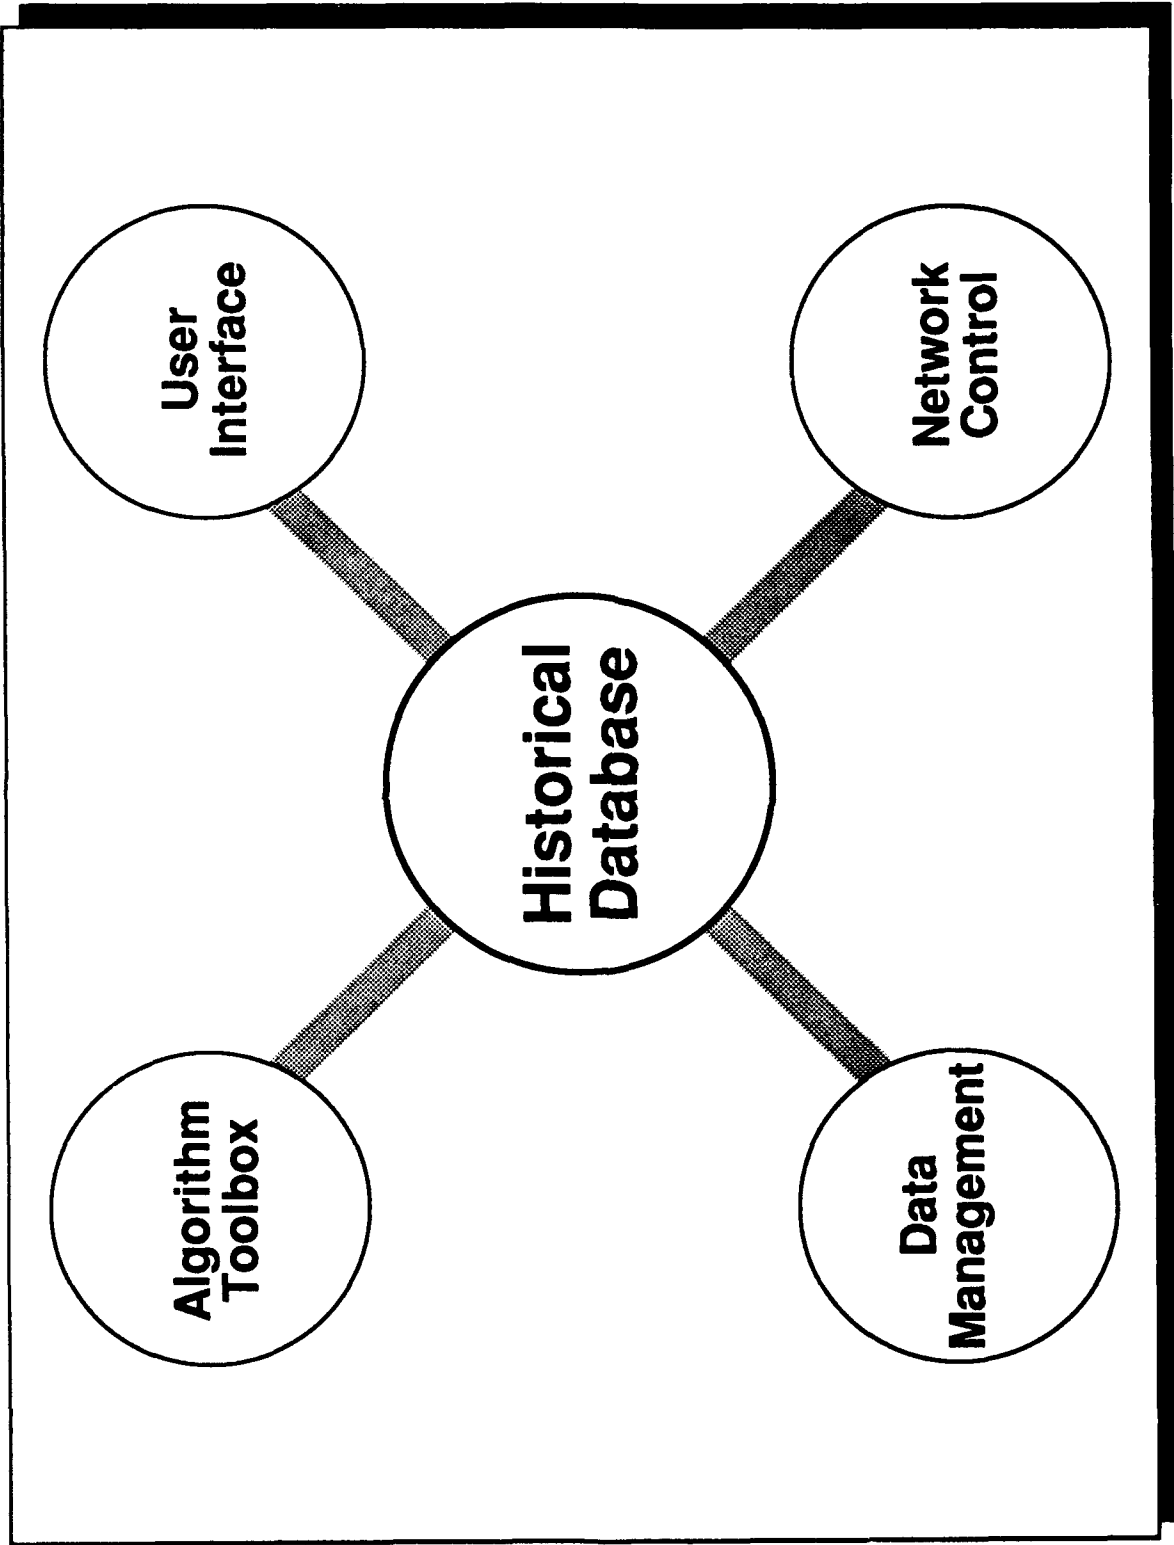 Algorithm
Toolbox
User
Interface
Historical
Database
Data
Management
Network
Control